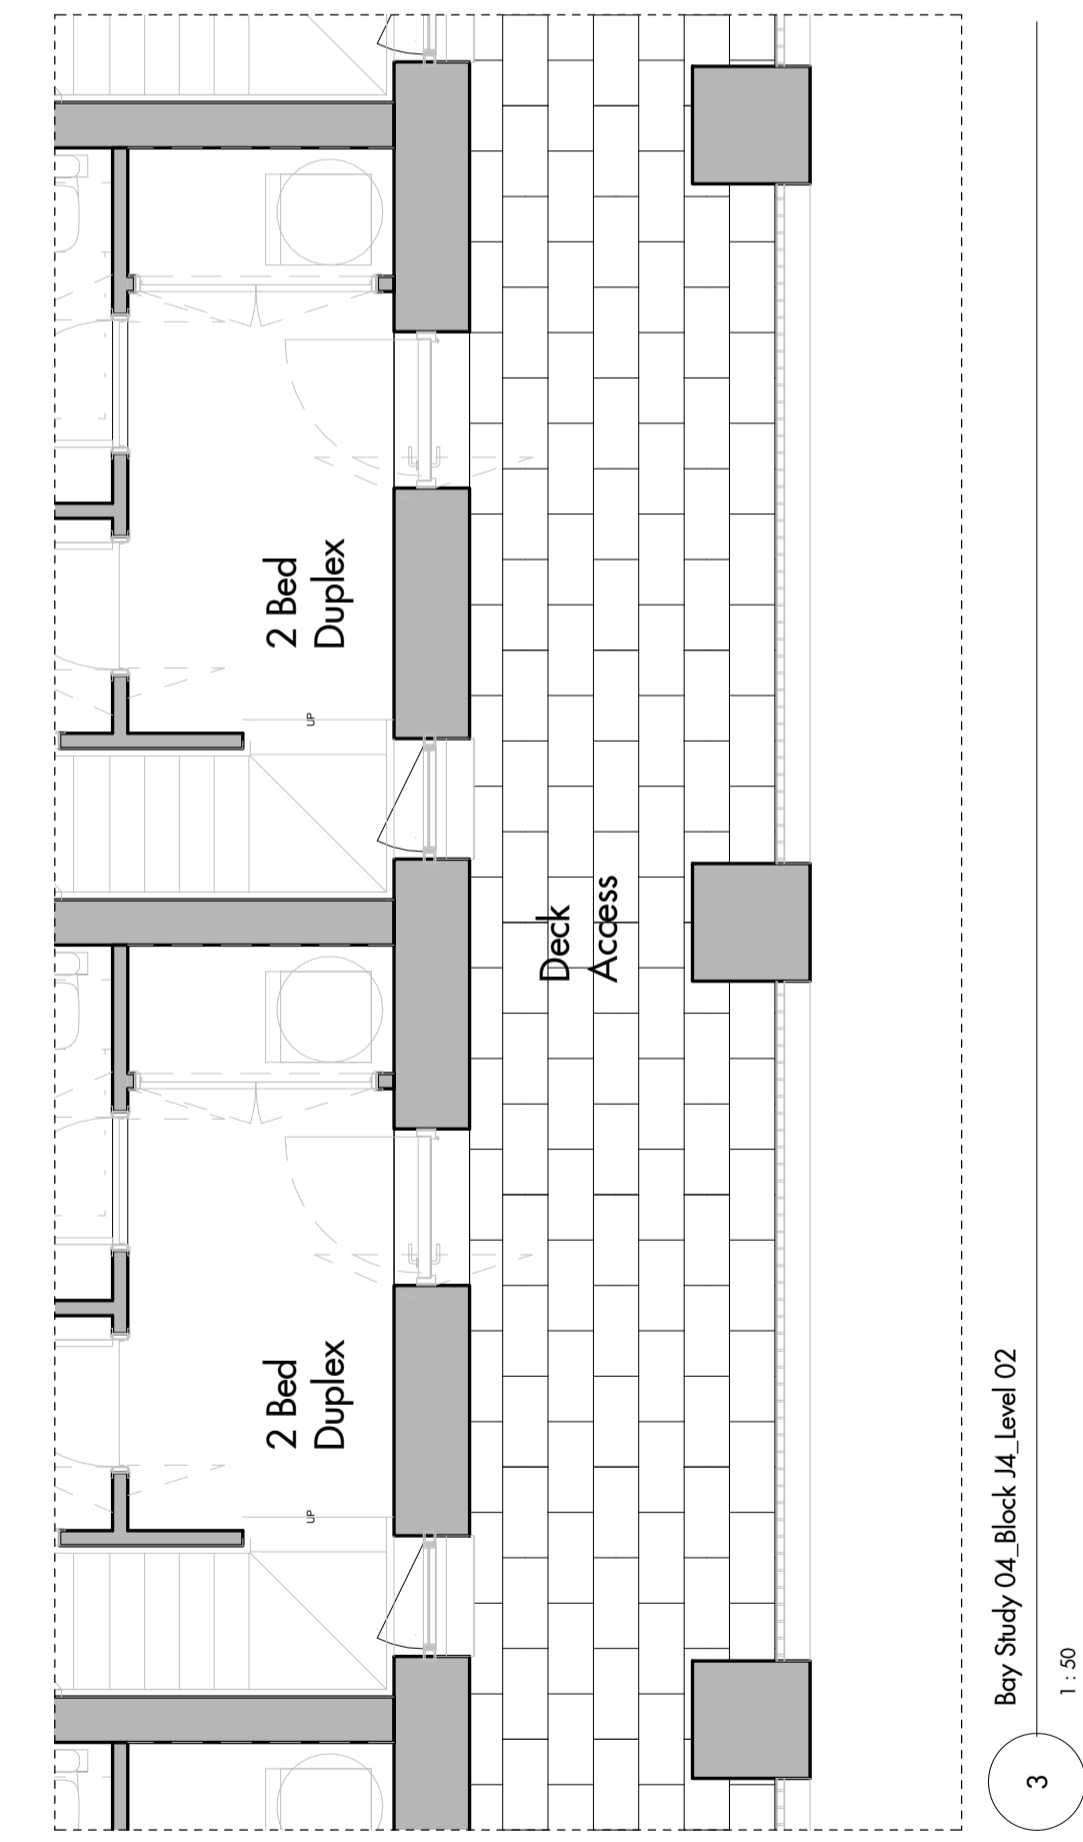 2 Bed
Duplex
UP
Deck
Access
2 Bed
Duplex
UP
Bay Study 04_Block J4_Level 02
1 : 50
3